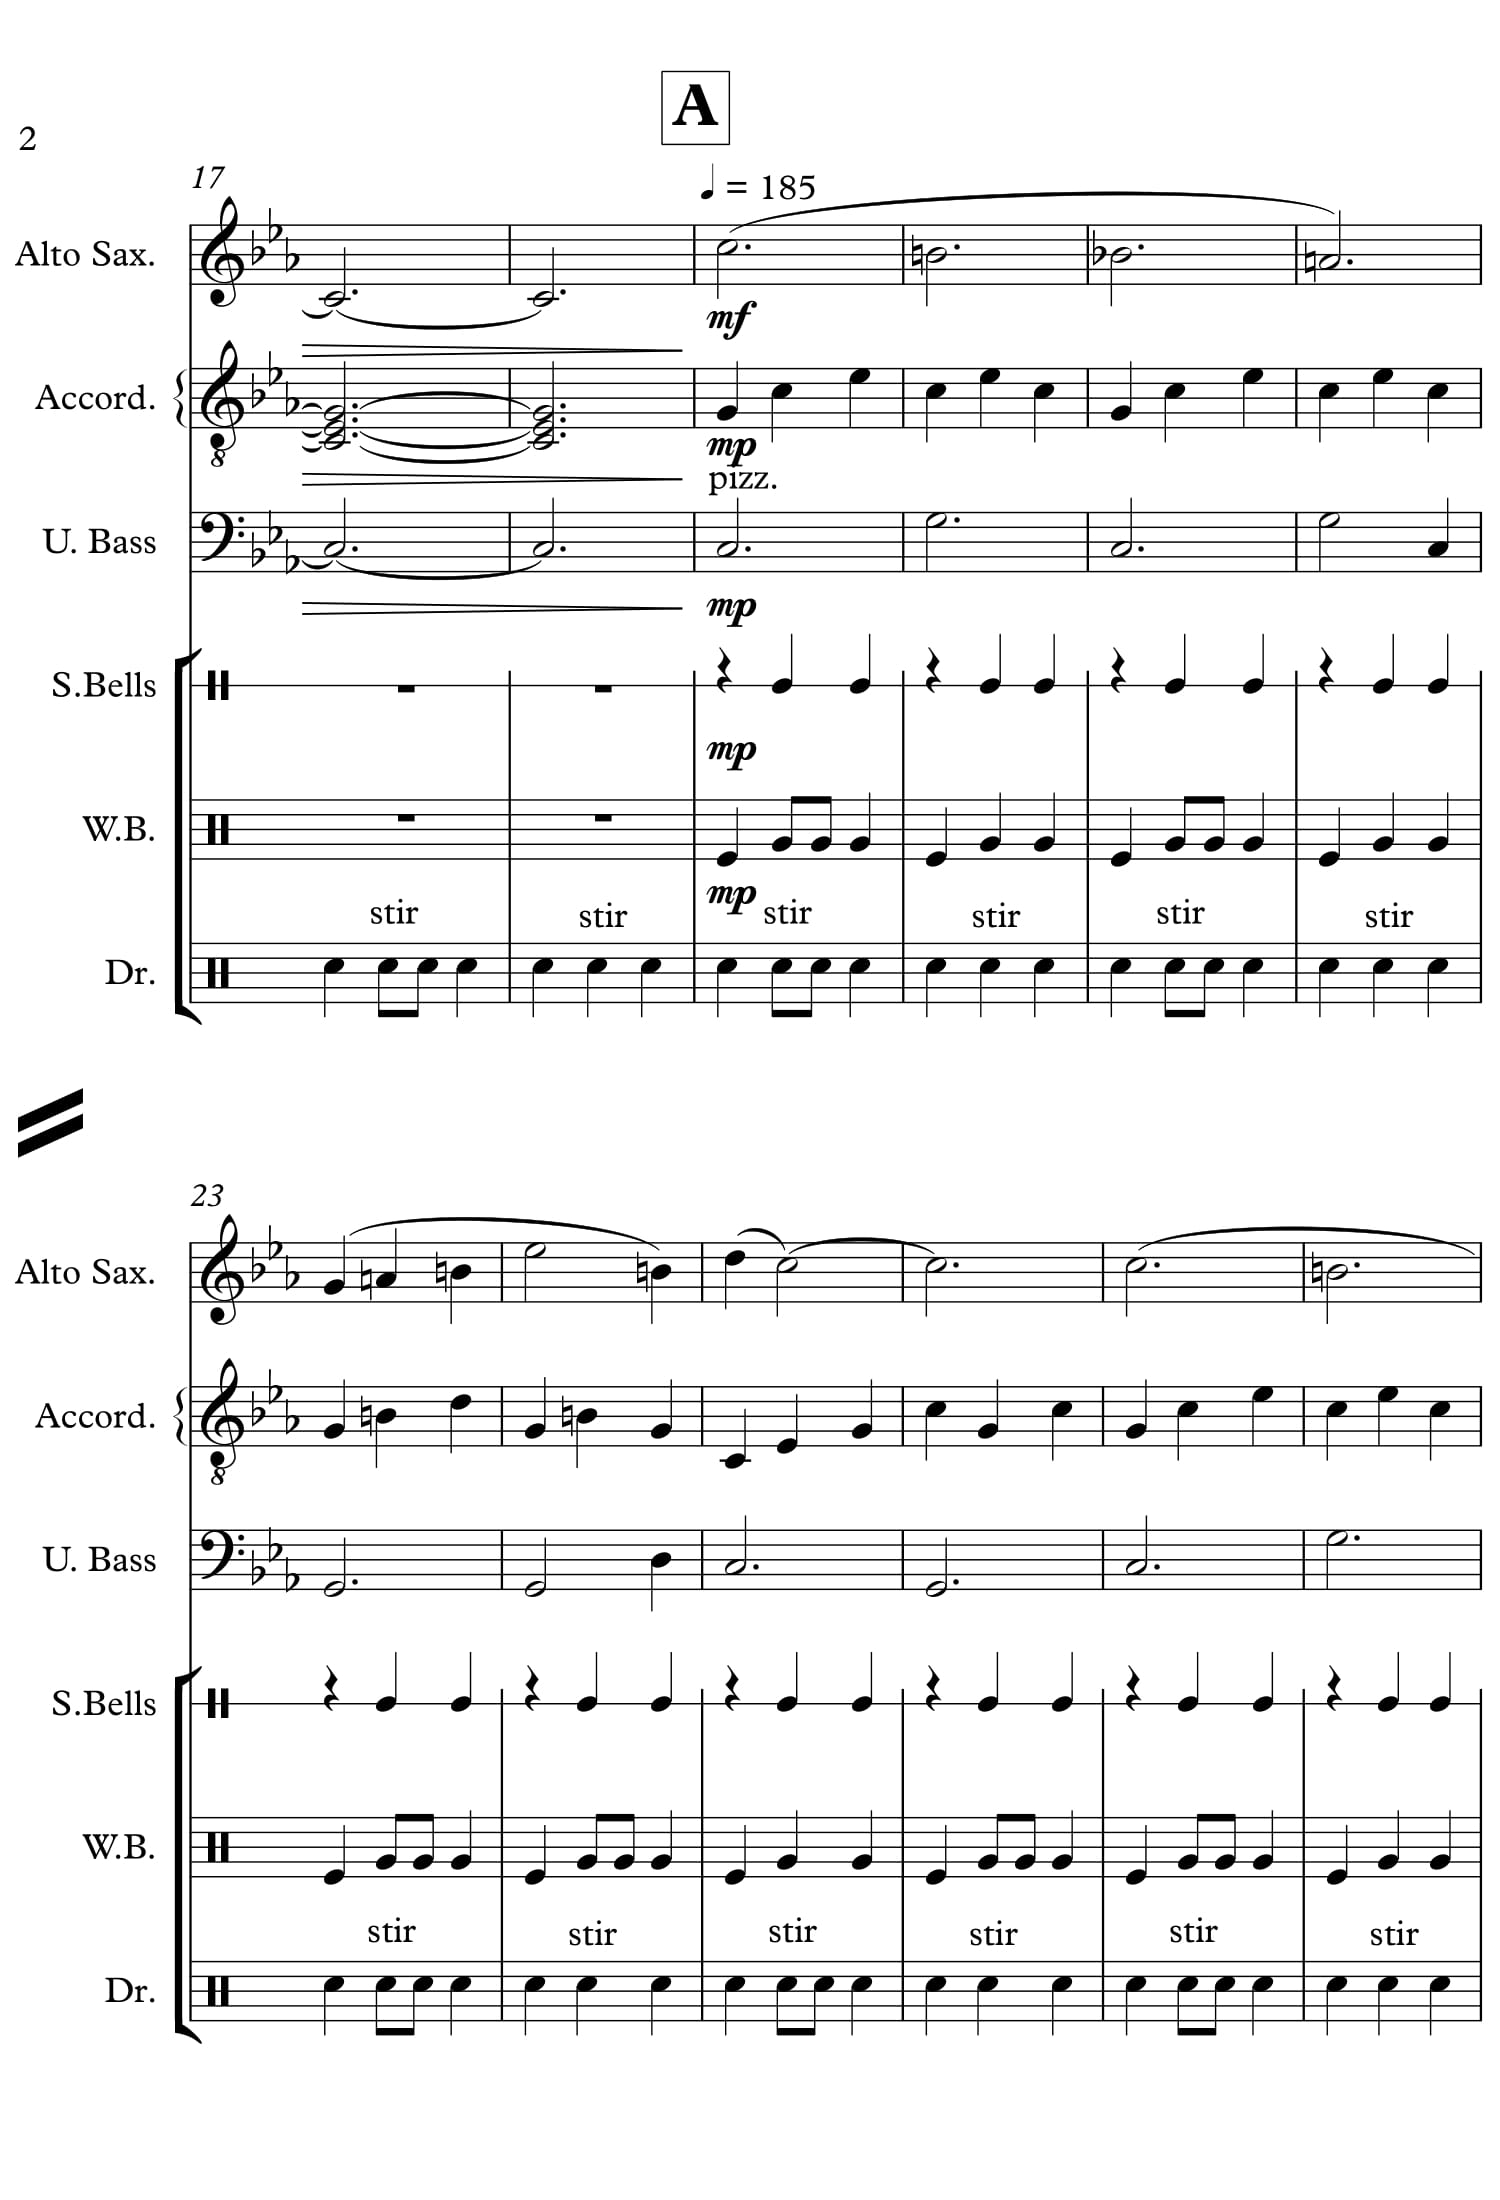 A
2
17
= 185
Alto Sax.
mf
Accord.
8
mp
pizz.
U. Bass
mp
S.Bells
mp
W.B.
mp
stir stir stir stir stir stir
Dr.
23
Alto Sax.
Accord.
8
U. Bass
S.Bells
W.B.
stir stir stir stir stir stir
Dr.